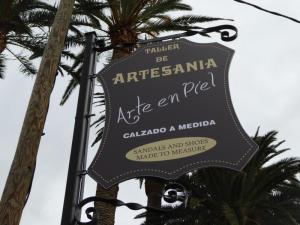 TALLER
DE
ARTESANIA
Arte en Piel
CALZADO A MEDIDA
SANDALS AND SHOES
MADE TO MEASURE